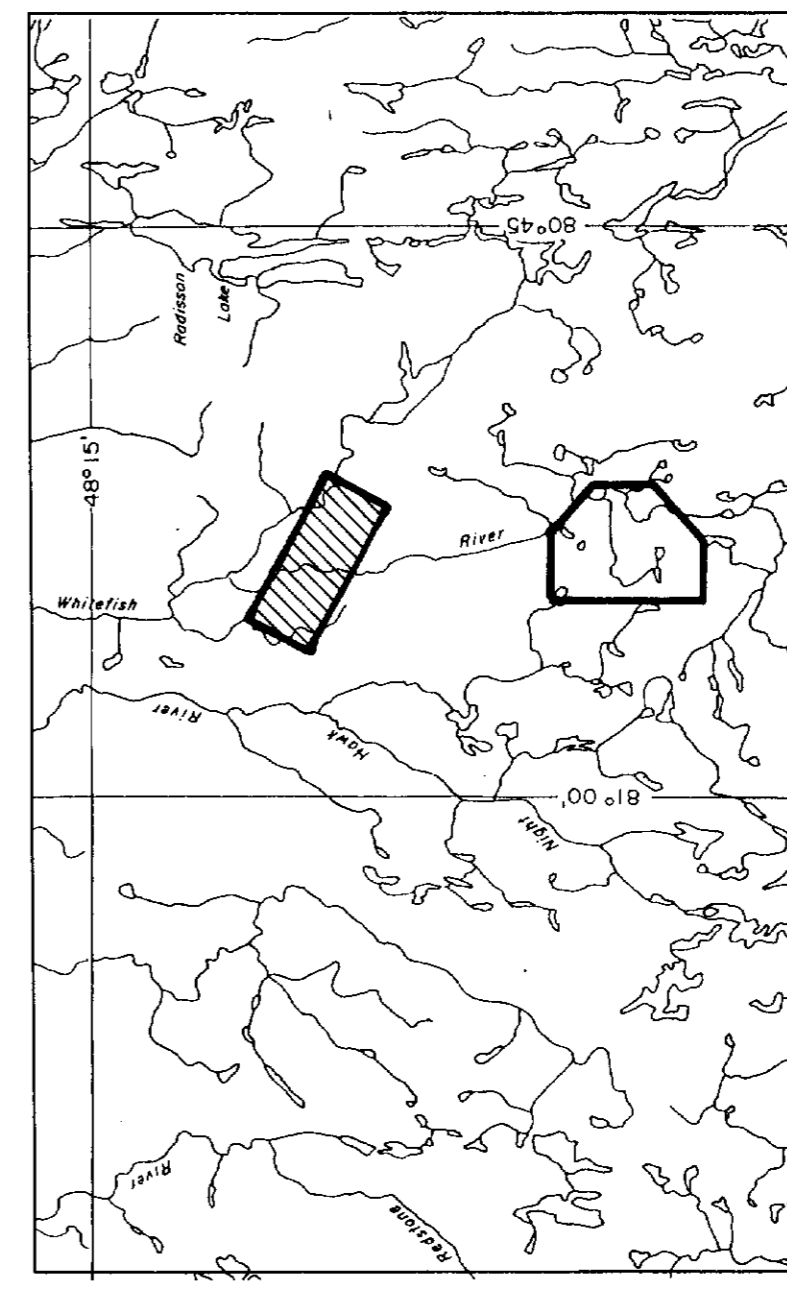 80°45'
Radisson
Lake
48°15'
River
Whitefish
River
Hawk
81°00'
Night
River
Redstone